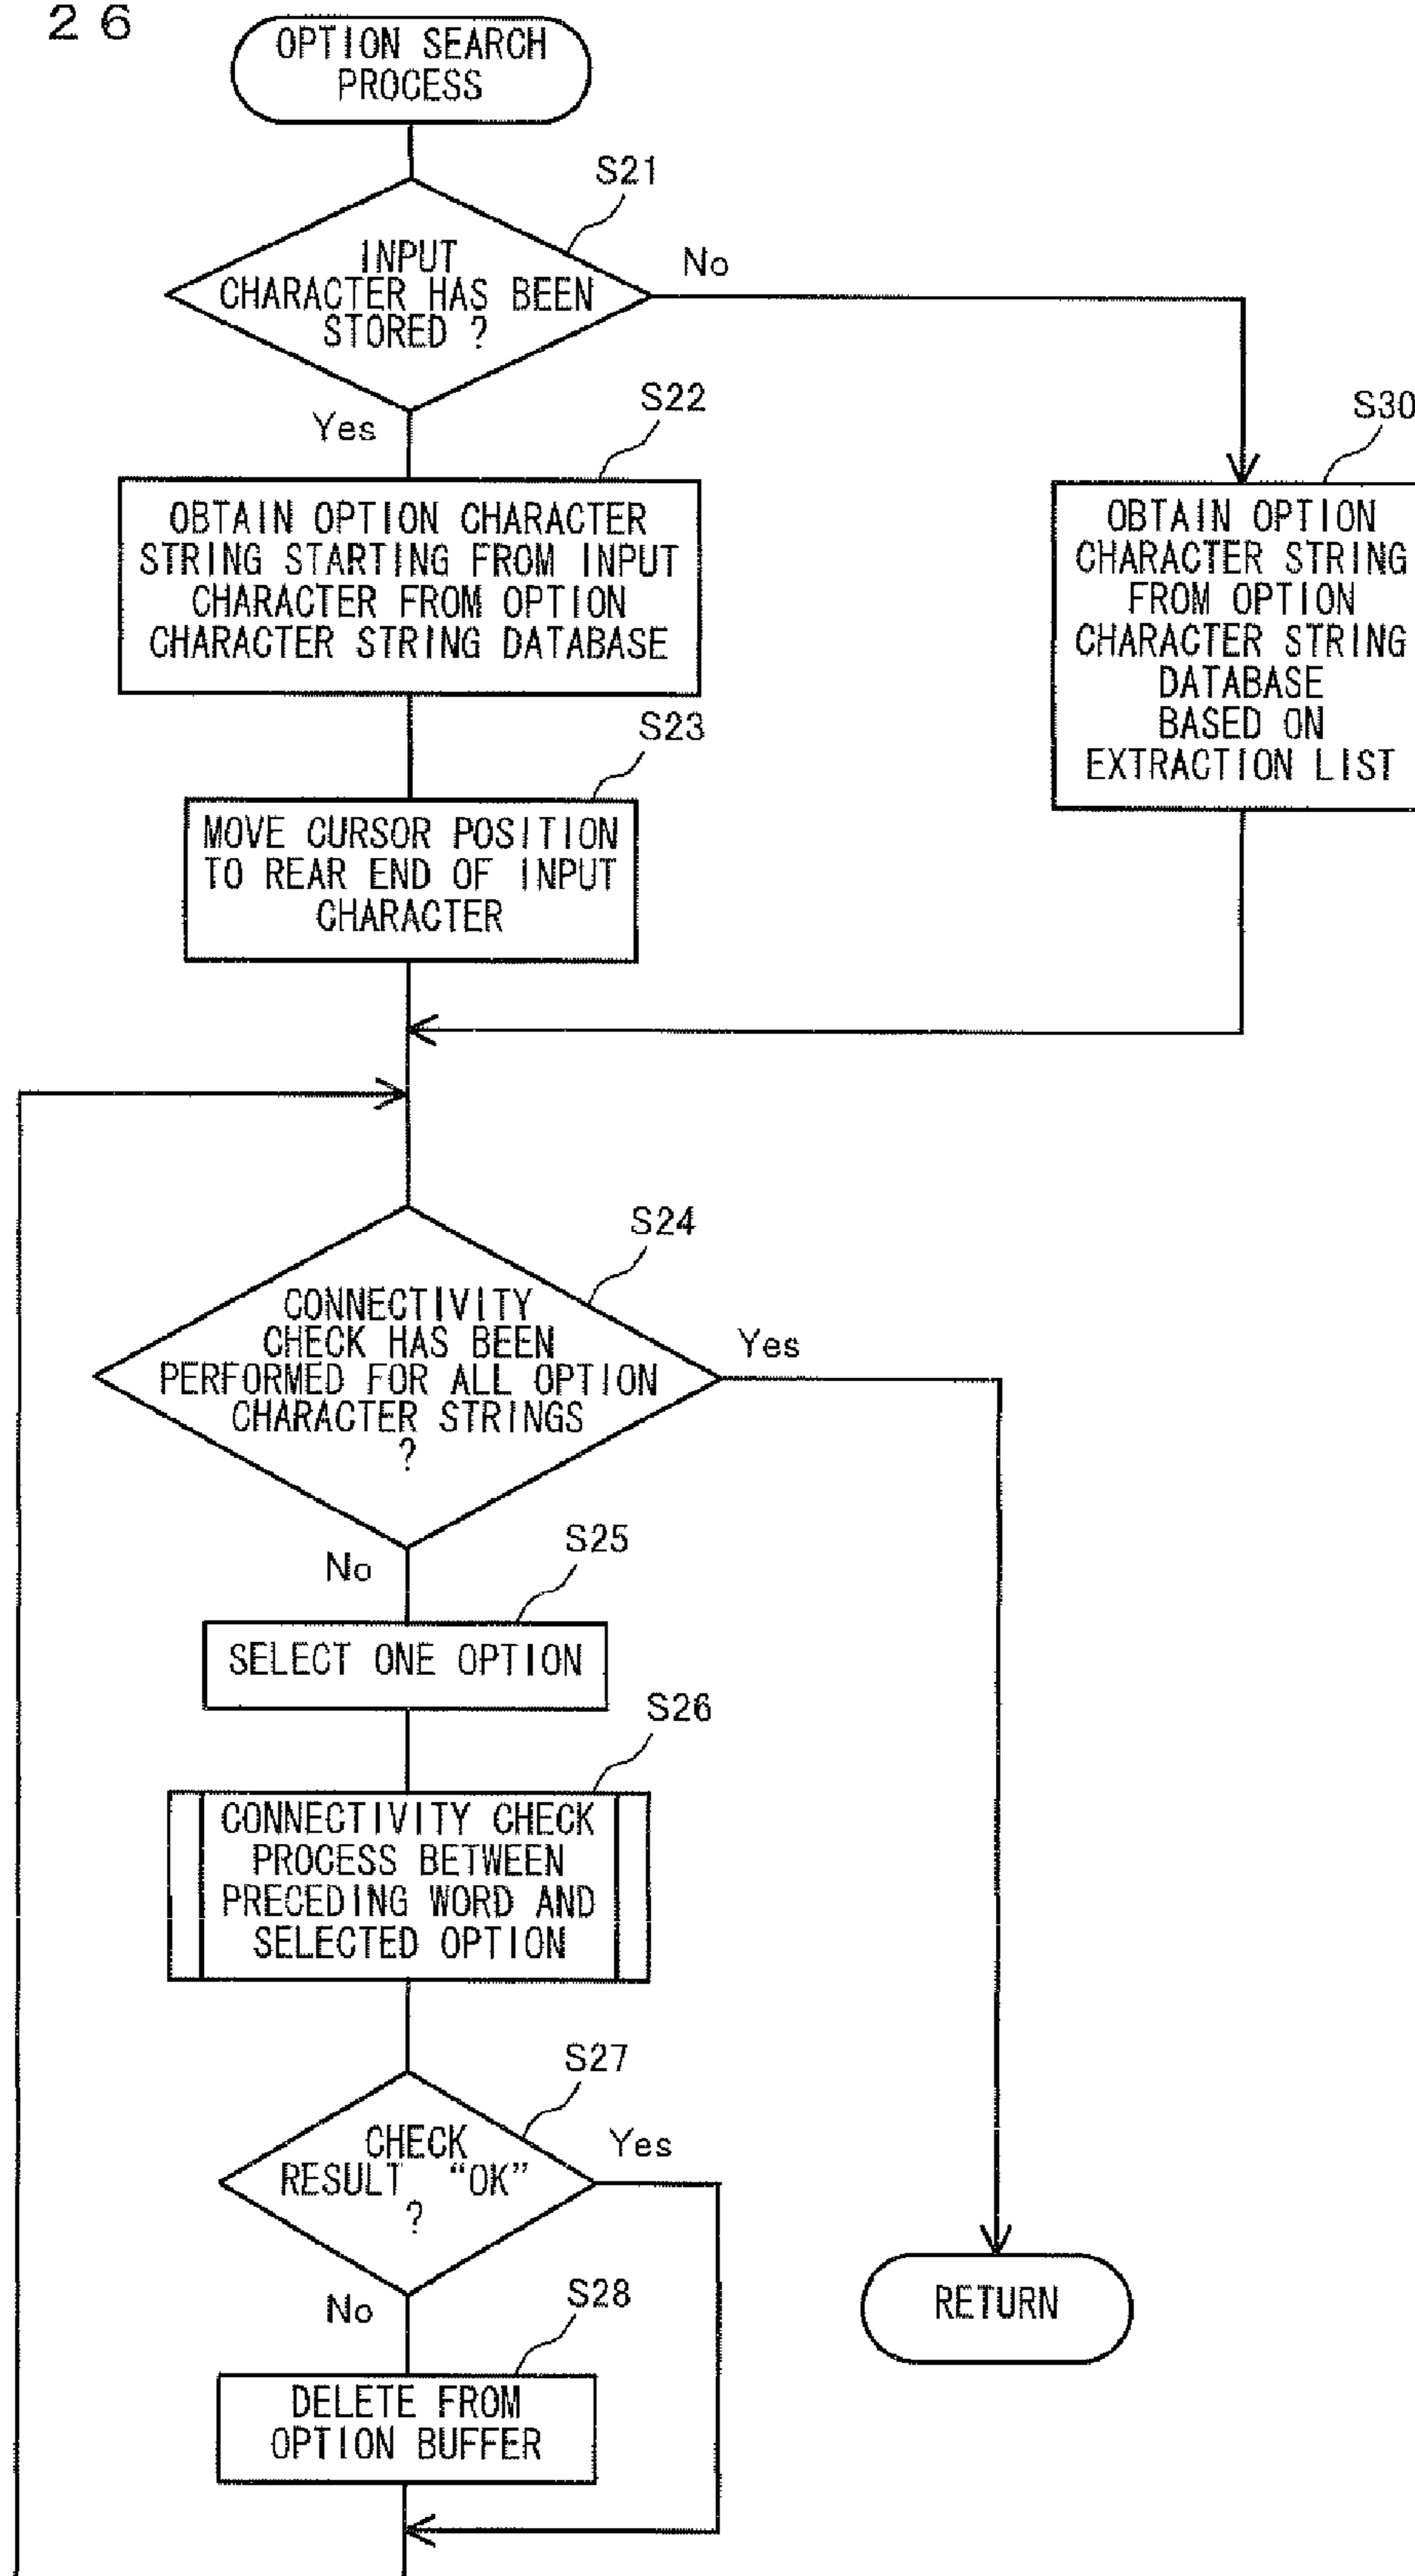 26
OPTION SEARCH
PROCESS
S21
INPUT
CHARACTER HAS BEEN
STORED ?
No
Yes
S22
OBTAIN OPTION CHARACTER
STRING STARTING FROM INPUT
CHARACTER FROM OPTION
CHARACTER STRING DATABASE
S30
OBTAIN OPTION
CHARACTER STRING
FROM OPTION
CHARACTER STRING
DATABASE
BASED ON
EXTRACTION LIST
S23
MOVE CURSOR POSITION
TO REAR END OF INPUT
CHARACTER
S24
CONNECTIVITY
CHECK HAS BEEN
PERFORMED FOR ALL OPTION
CHARACTER STRINGS
?
Yes
No
S25
SELECT ONE OPTION
S26
CONNECTIVITY CHECK
PROCESS BETWEEN
PRECEDING WORD AND
SELECTED OPTION
S27
CHECK
RESULT “OK”
?
Yes
No
S28
DELETE FROM
OPTION BUFFER
RETURN